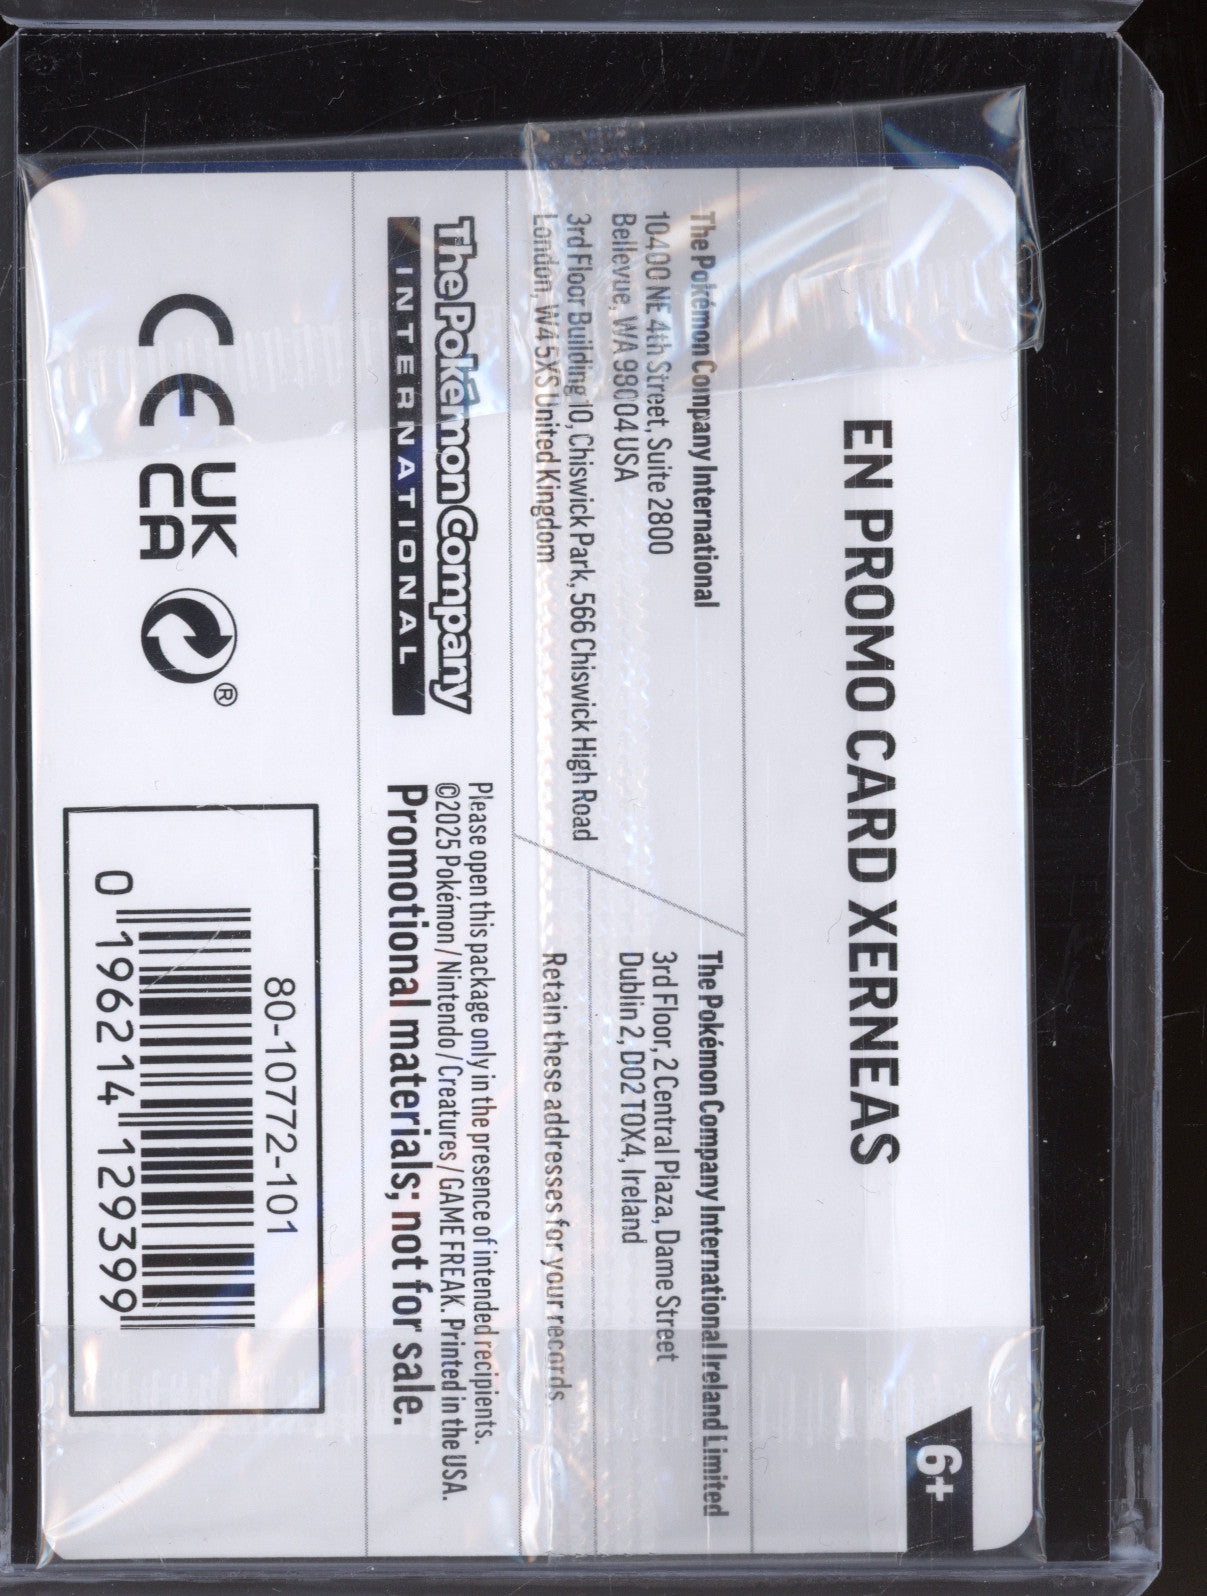 EN PROMO CARD XERNEAS
6+
The Pokémon Company International
10400 NE 4th Street, Suite 2800
Bellevue, WA 98004 USA
3rd Floor Building 10, Chiswick Park, 566 Chiswick High Road
London, W4 5XS United Kingdom
The Pokémon Company International Ireland Limited
3rd Floor, 2 Central Plaza, Dame Street
Dublin 2, D02 T0X4, Ireland
Retain these addresses for your records.
The Pokémon Company
INTERNATIONAL
Please open this package only in the presence of intended recipients.
©2025 Pokémon / Nintendo / Creatures / GAME FREAK. Printed in the USA.
Promotional materials; not for sale.
CE
UK
CA
®
80-10772-101
0 196214 129399